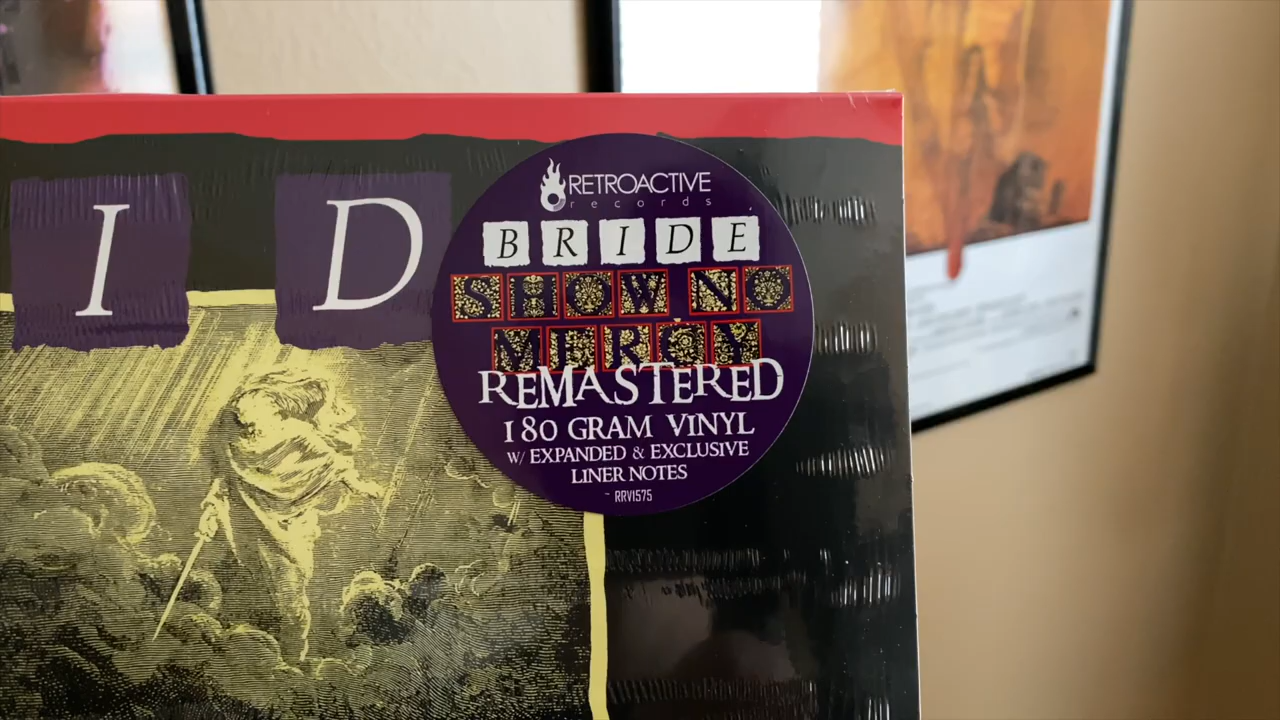 I D
RETROACTIVE
records
BRIDE
SHOW NO
MERCY
REMASTERED
180 GRAM VINYL
W/ EXPANDED & EXCLUSIVE
LINER NOTES
RRV1575